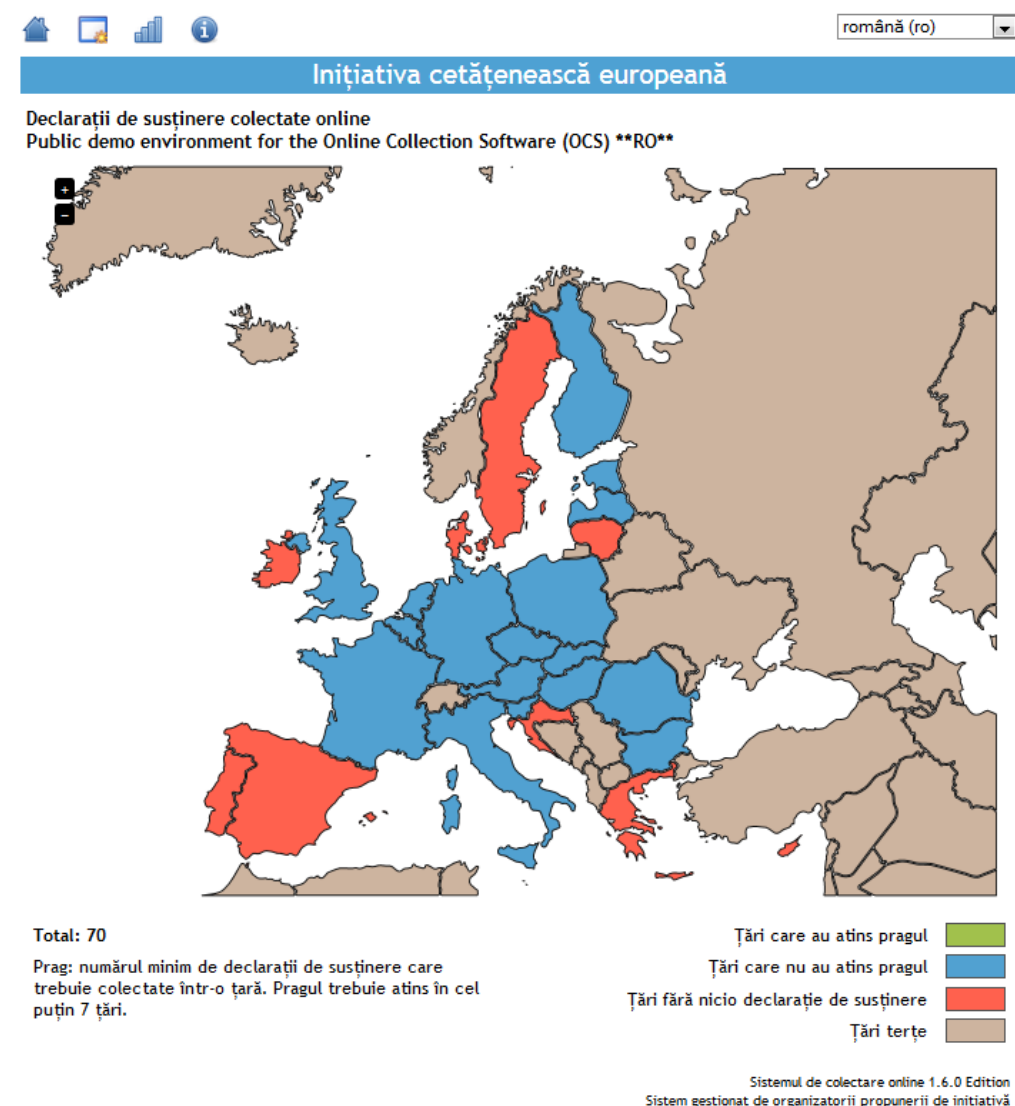 română (ro)
Inițiativa cetățenească europeană
Declarații de susținere colectate online
Public demo environment for the Online Collection Software (OCS) **RO**
+
−
Total: 70
Prag: numărul minim de declarații de susținere care
trebuie colectate într-o țară. Pragul trebuie atins în cel
puțin 7 țări.
Țări care au atins pragul
Țări care nu au atins pragul
Țări fără nicio declarație de susținere
Țări terțe
Sistemul de colectare online 1.6.0 Edition
Sistem gestionat de organizatorii propunerii de inițiativă